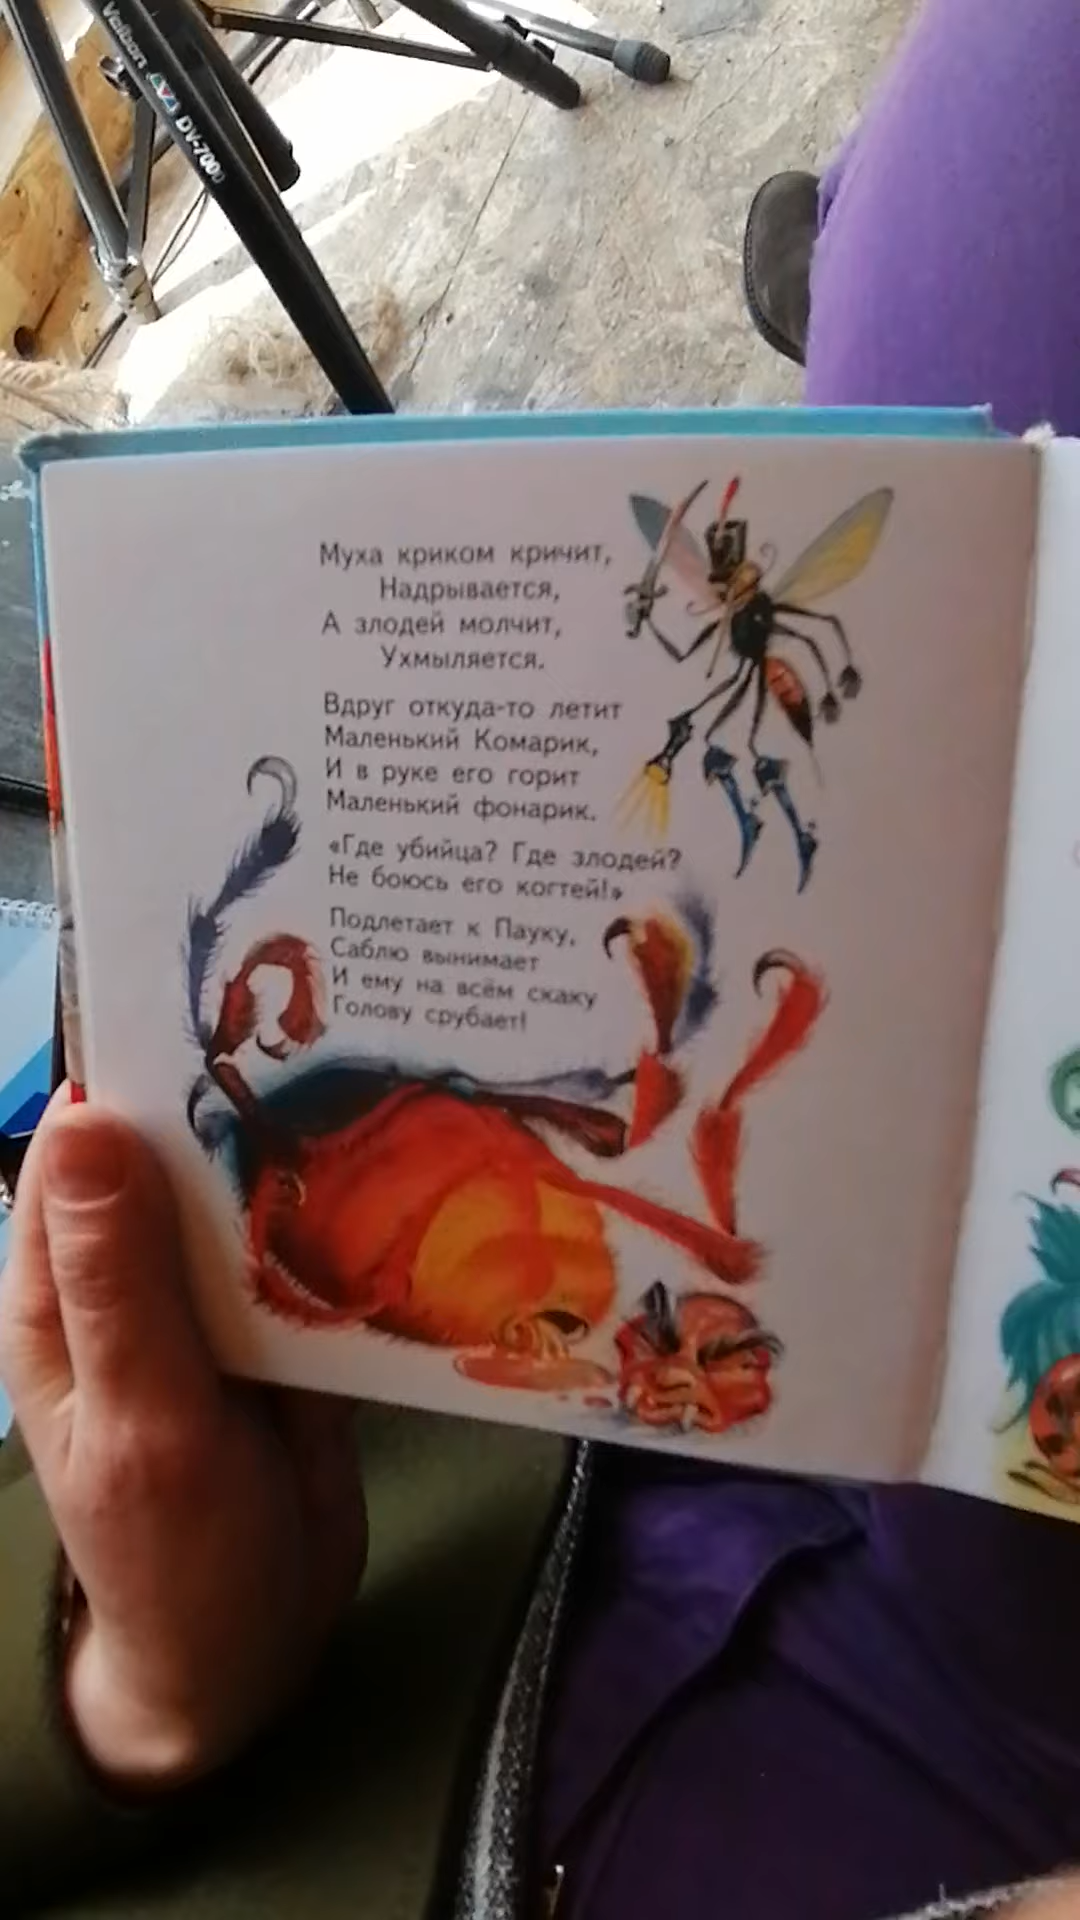 Velbon DV-7000
Муха криком кричит,
Надрывается,
А злодей молчит,
Ухмыляется.
Вдруг откуда-то летит
Маленький Комарик,
И в руке его горит
Маленький фонарик.
«Где убийца? Где злодей?
Не боюсь его когтей!»
Подлетает к Пауку,
Саблю вынимает
И ему на всём скаку
Голову срубает!